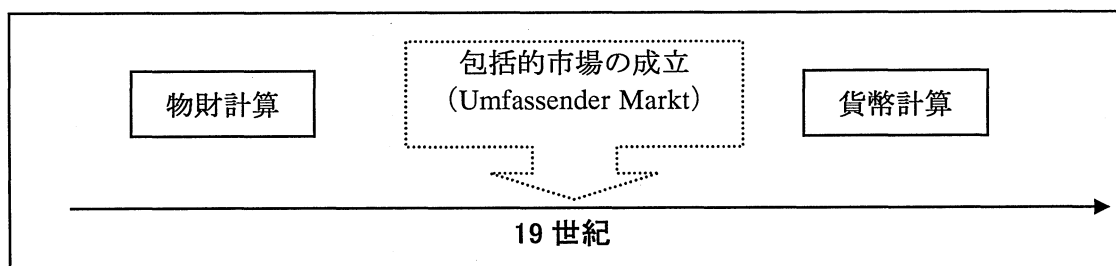 包括的市場の成立
(Umfassender Markt)
物財計算
貨幣計算
19 世紀